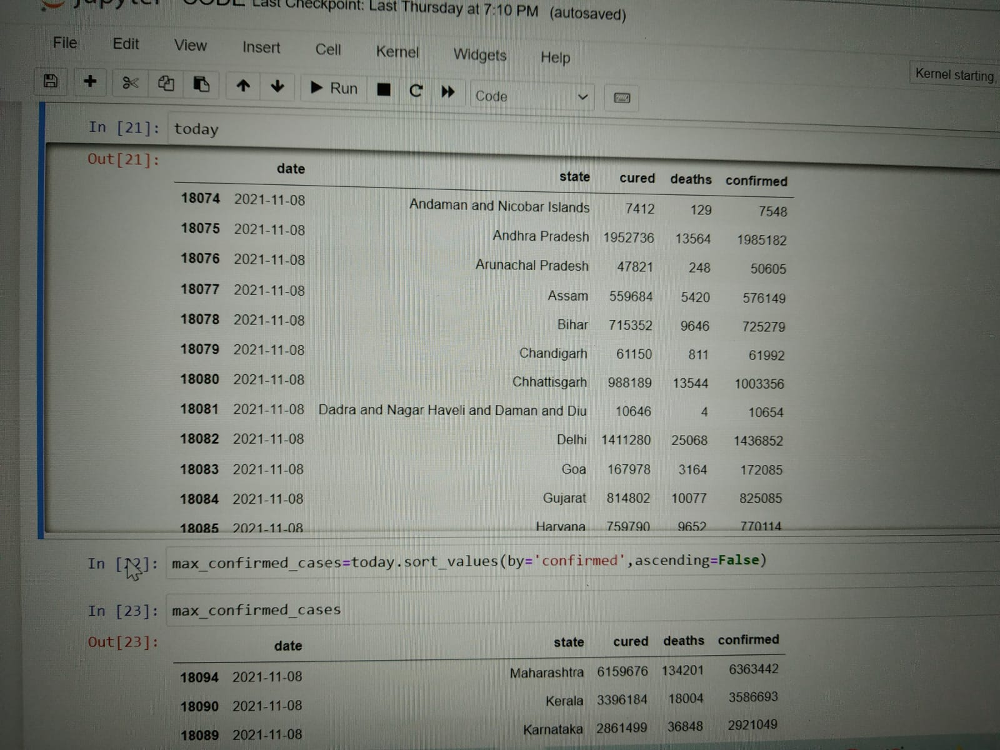 jupyter CODE Last Checkpoint: Last Thursday at 7:10 PM (autosaved)
File Edit View Insert Cell Kernel Widgets Help
Kernel starting,
Run Code
In [21]: today
Out[21]:
date state cured deaths confirmed
18074 2021-11-08 Andaman and Nicobar Islands 7412 129 7548
18075 2021-11-08 Andhra Pradesh 1952736 13564 1985182
18076 2021-11-08 Arunachal Pradesh 47821 248 50605
18077 2021-11-08 Assam 559684 5420 576149
18078 2021-11-08 Bihar 715352 9646 725279
18079 2021-11-08 Chandigarh 61150 811 61992
18080 2021-11-08 Chhattisgarh 988189 13544 1003356
18081 2021-11-08 Dadra and Nagar Haveli and Daman and Diu 10646 4 10654
18082 2021-11-08 Delhi 1411280 25068 1436852
18083 2021-11-08 Goa 167978 3164 172085
18084 2021-11-08 Gujarat 814802 10077 825085
18085 2021-11-08 Haryana 759790 9652 770114
In [22]: max_confirmed_cases=today.sort_values(by='confirmed',ascending=False)
In [23]: max_confirmed_cases
Out[23]:
date state cured deaths confirmed
18094 2021-11-08 Maharashtra 6159676 134201 6363442
18090 2021-11-08 Kerala 3396184 18004 3586693
18089 2021-11-08 Karnataka 2861499 36848 2921049